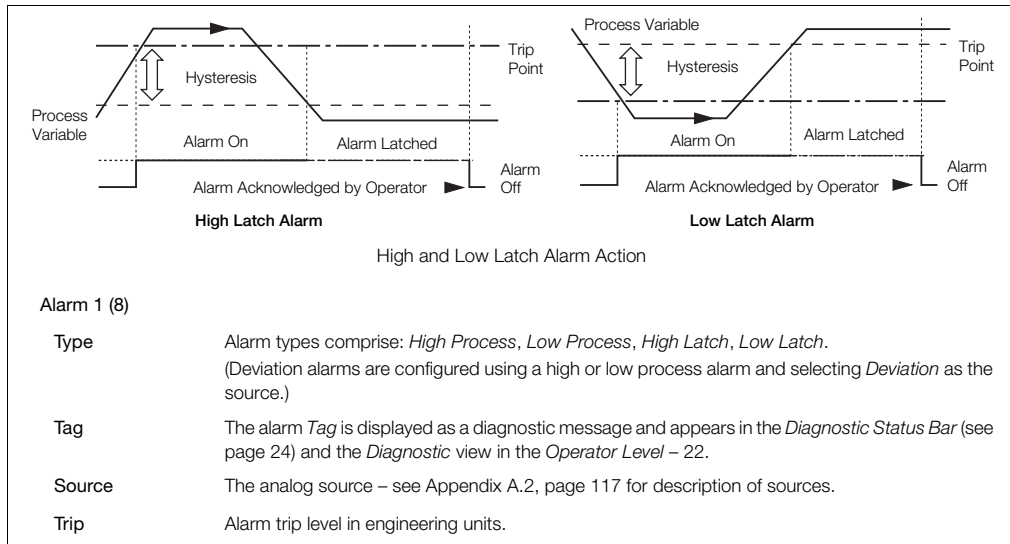 Process Variable
Trip
Point
Hysteresis
Process
Variable
Alarm On
Alarm Latched
Alarm Acknowledged by Operator
Alarm
Off
High Latch Alarm
Process Variable
Trip
Point
Hysteresis
Alarm On
Alarm Latched
Alarm Acknowledged by Operator
Alarm
Off
Low Latch Alarm
High and Low Latch Alarm Action
Alarm 1 (8)
Type Alarm types comprise: High Process, Low Process, High Latch, Low Latch.
(Deviation alarms are configured using a high or low process alarm and selecting Deviation as the
source.)
Tag The alarm Tag is displayed as a diagnostic message and appears in the Diagnostic Status Bar (see
page 24) and the Diagnostic view in the Operator Level – 22.
Source The analog source – see Appendix A.2, page 117 for description of sources.
Trip Alarm trip level in engineering units.